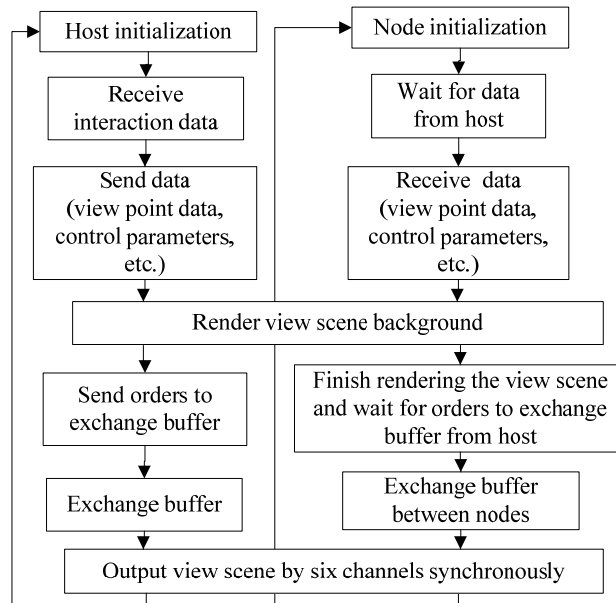 Host initialization
Receive
interaction data
Send data
(view point data,
control parameters,
etc.)
Node initialization
Wait for data
from host
Receive data
(view point data,
control parameters,
etc.)
Render view scene background
Send orders to
exchange buffer
Exchange buffer
Finish rendering the view scene
and wait for orders to exchange
buffer from host
Exchange buffer
between nodes
Output view scene by six channels synchronously